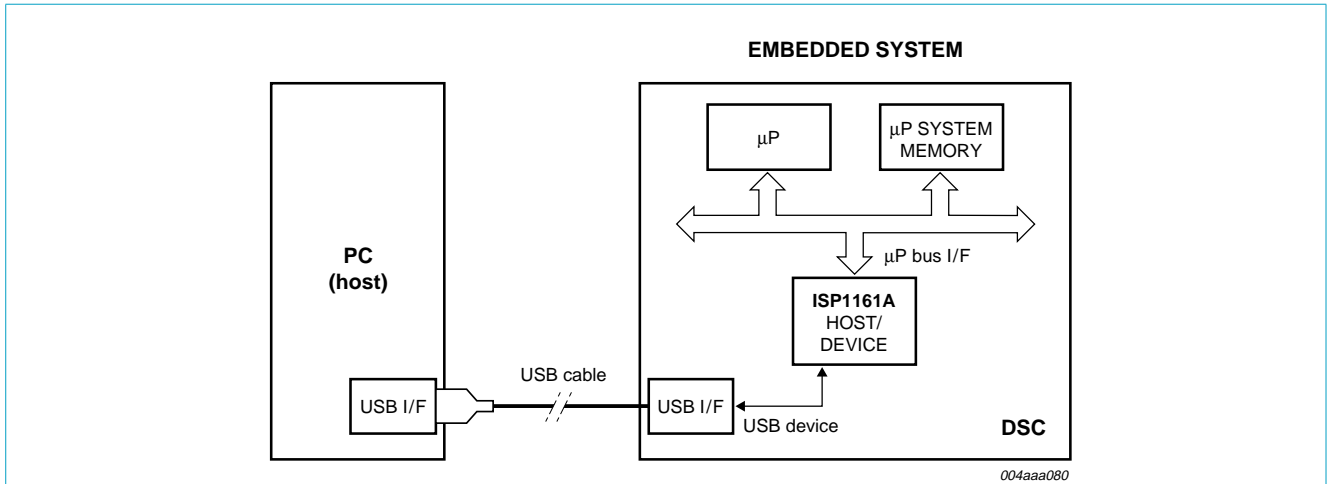 EMBEDDED SYSTEM
μP
μP SYSTEM
MEMORY
μP bus I/F
PC
(host)
ISP1161A
HOST/
DEVICE
USB cable
USB I/F
USB I/F
USB device
DSC
004aaa080